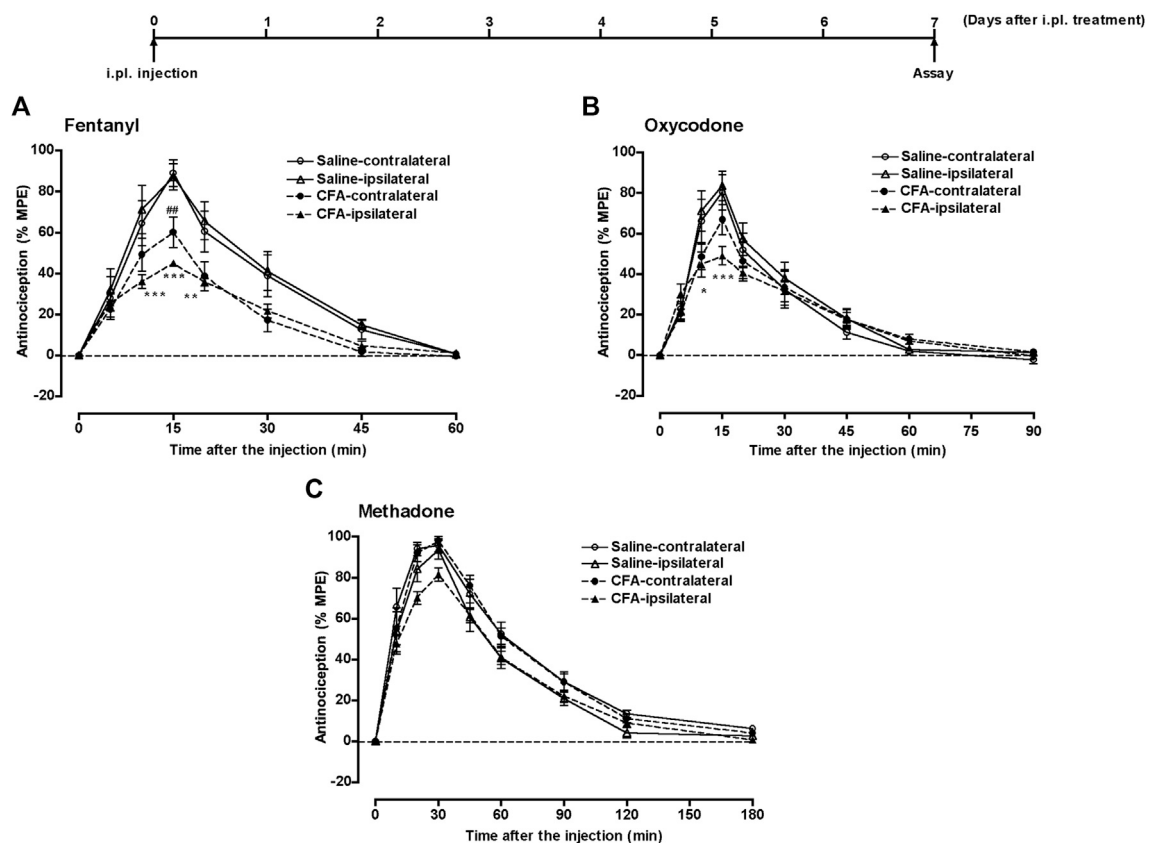 0 1 2 3 4 5 6 7 (Days after i.pl. treatment)
i.pl. injection Assay
A
Fentanyl
Antinociception (% MPE)
100
80
60
40
20
0
-20
Saline-contralateral
Saline-ipsilateral
CFA-contralateral
CFA-ipsilateral
##
***
***
**
0 15 30 45 60
Time after the injection (min)
B
Oxycodone
Antinociception (% MPE)
100
80
60
40
20
0
-20
Saline-contralateral
Saline-ipsilateral
CFA-contralateral
CFA-ipsilateral
***
*
0 15 30 45 60 75 90
Time after the injection (min)
C
Methadone
Antinociception (% MPE)
100
80
60
40
20
0
-20
Saline-contralateral
Saline-ipsilateral
CFA-contralateral
CFA-ipsilateral
0 30 60 90 120 150 180
Time after the injection (min)